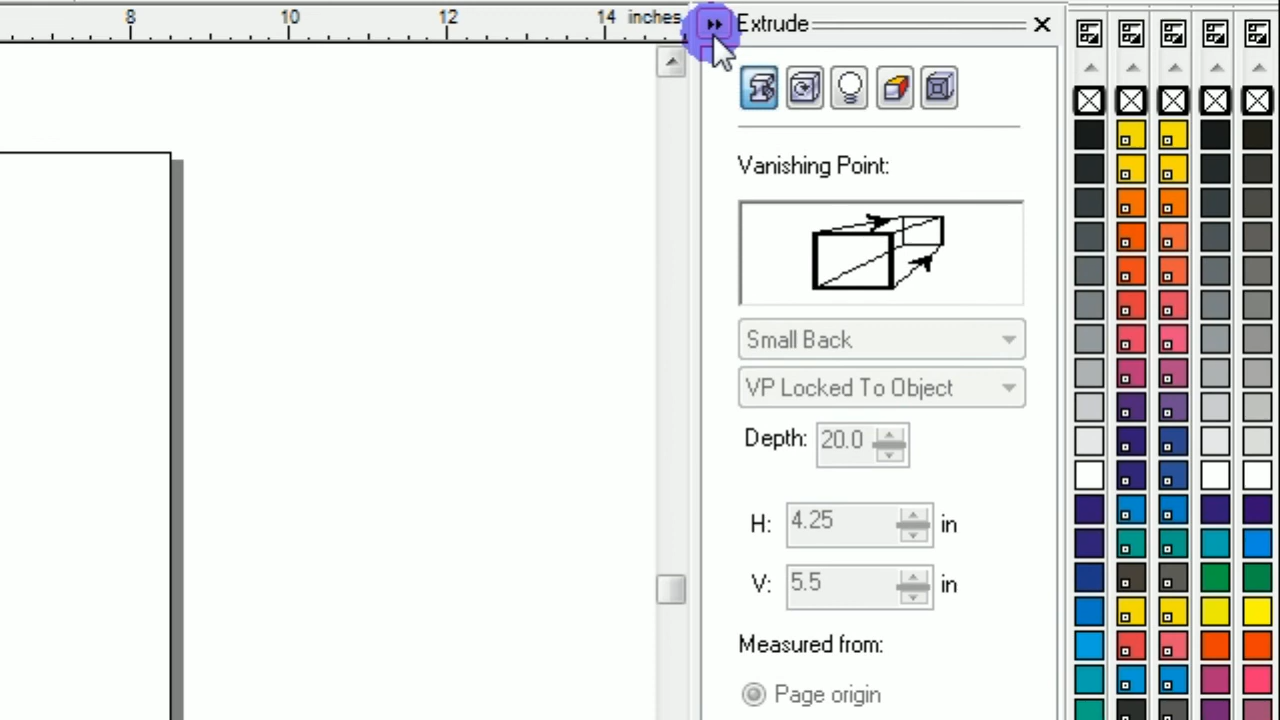 8 10 12 14 inches
Extrude
Vanishing Point:
Small Back
VP Locked To Object
Depth: 20.0
H: 4.25 in
V: 5.5 in
Measured from:
Page origin